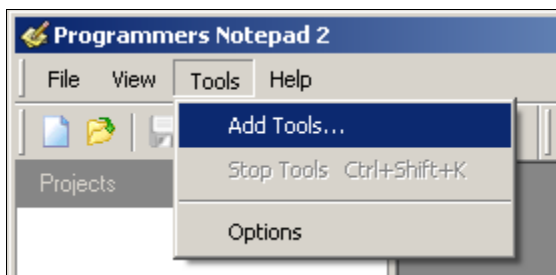 Programmers Notepad 2
File View Tools Help
Add Tools...
Stop Tools Ctrl+Shift+K
Projects
Options